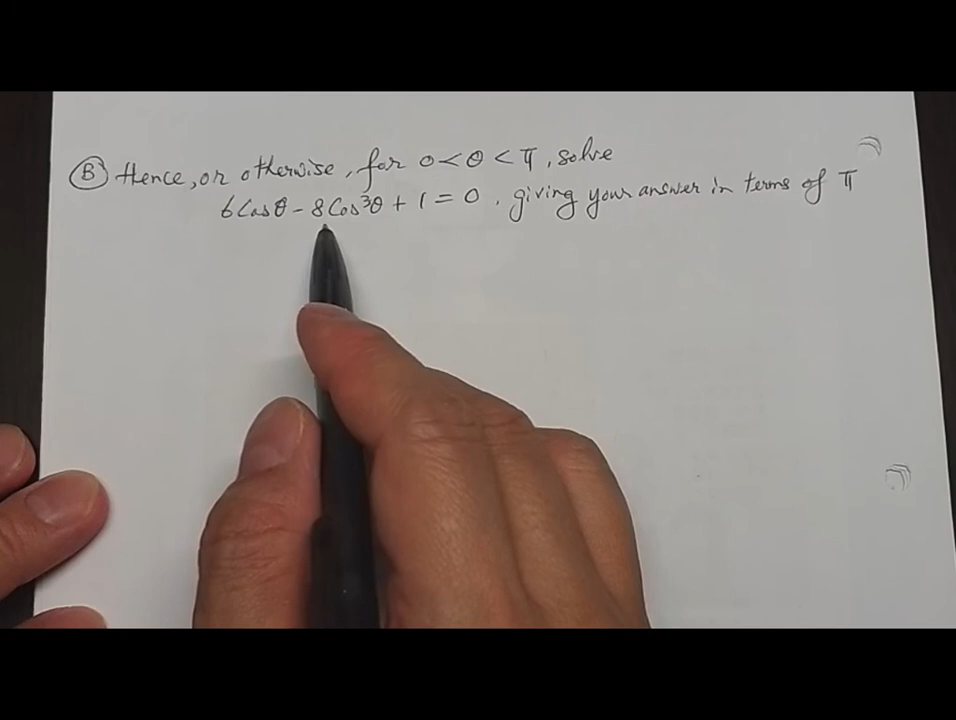 Ⓑ Hence, or otherwise, for 0 < θ < π, solve
6Cosθ - 8Cos³θ + 1 = 0, giving your answer in terms of π